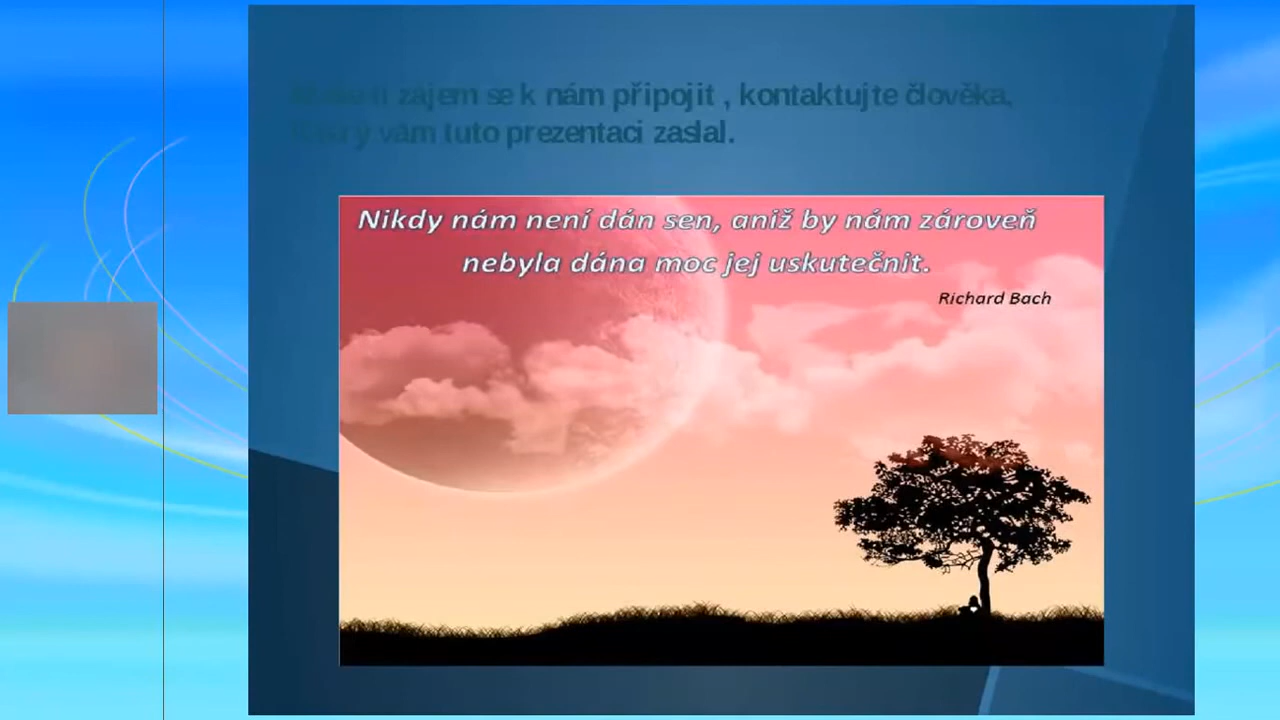 zájem se k nám připojit , kontaktujte člověka,
vám tuto prezentaci zaslal.
Nikdy nám není dán sen, aniž by nám zároveň
nebyla dána moc jej uskutečnit.
Richard Bach